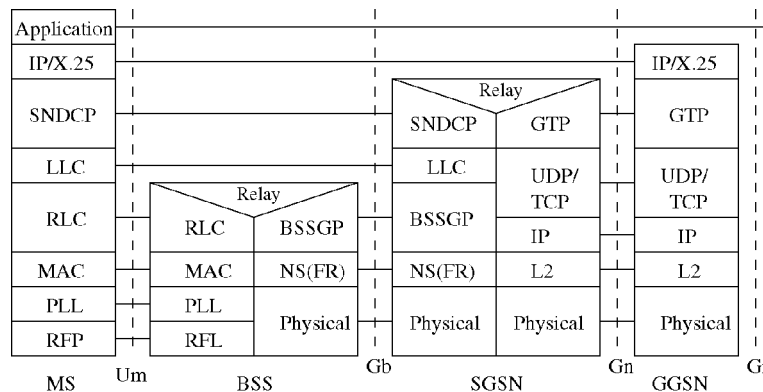 Application
IP/X.25 IP/X.25
Relay
SNDCP SNDCP GTP GTP
LLC LLC UDP/ UDP/
Relay TCP TCP
RLC RLC BSSGP BSSGP
IP IP
MAC MAC NS(FR) NS(FR) L2 L2
PLL PLL
Physical Physical Physical Physical
RFP RFL
MS Um BSS Gb SGSN Gn GGSN